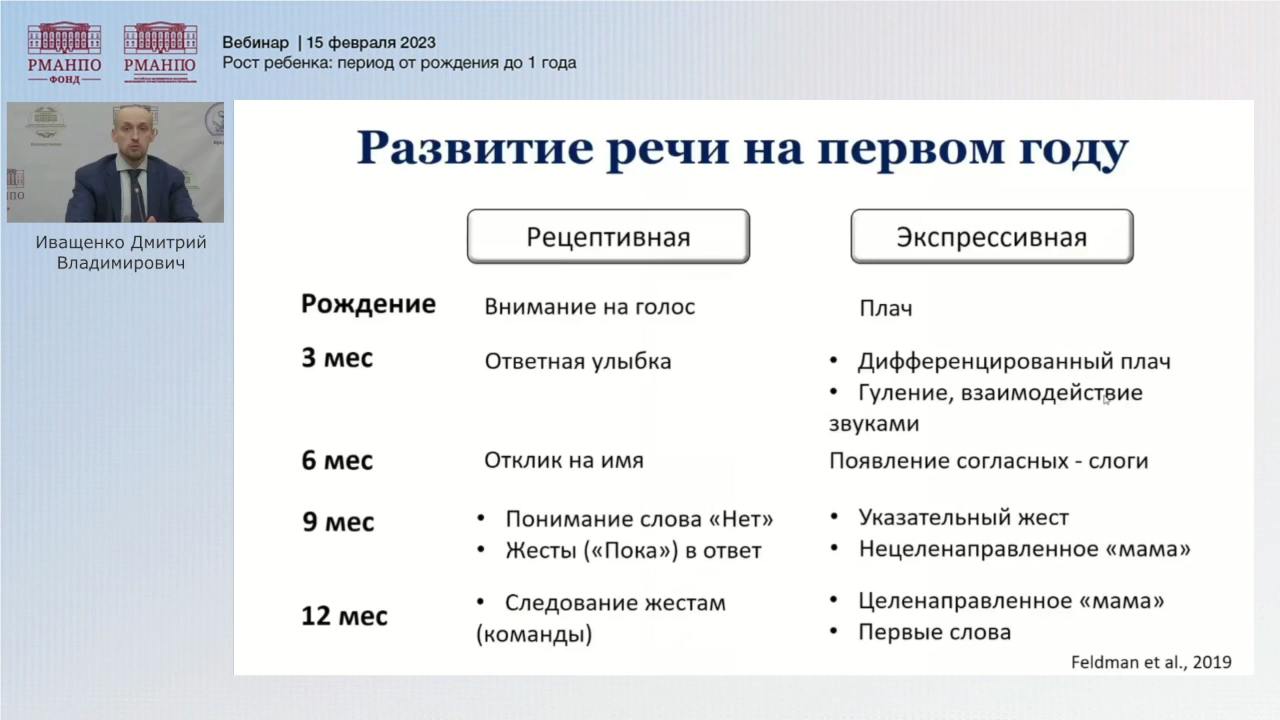 РМАНПО
ФОНД
РМАНПО
Вебинар | 15 февраля 2023
Рост ребенка: период от рождения до 1 года
Иващенко Дмитрий
Владимирович
Развитие речи на первом году
Рецептивная
Экспрессивная
Рождение
Внимание на голос
Плач
3 мес
Ответная улыбка
• Дифференцированный плач
• Гуление, взаимодействие
звуками
6 мес
Отклик на имя
Появление согласных - слоги
9 мес
• Понимание слова «Нет»
• Жесты («Пока») в ответ
• Указательный жест
• Нецеленаправленное «мама»
12 мес
• Следование жестам
(команды)
• Целенаправленное «мама»
• Первые слова
Feldman et al., 2019